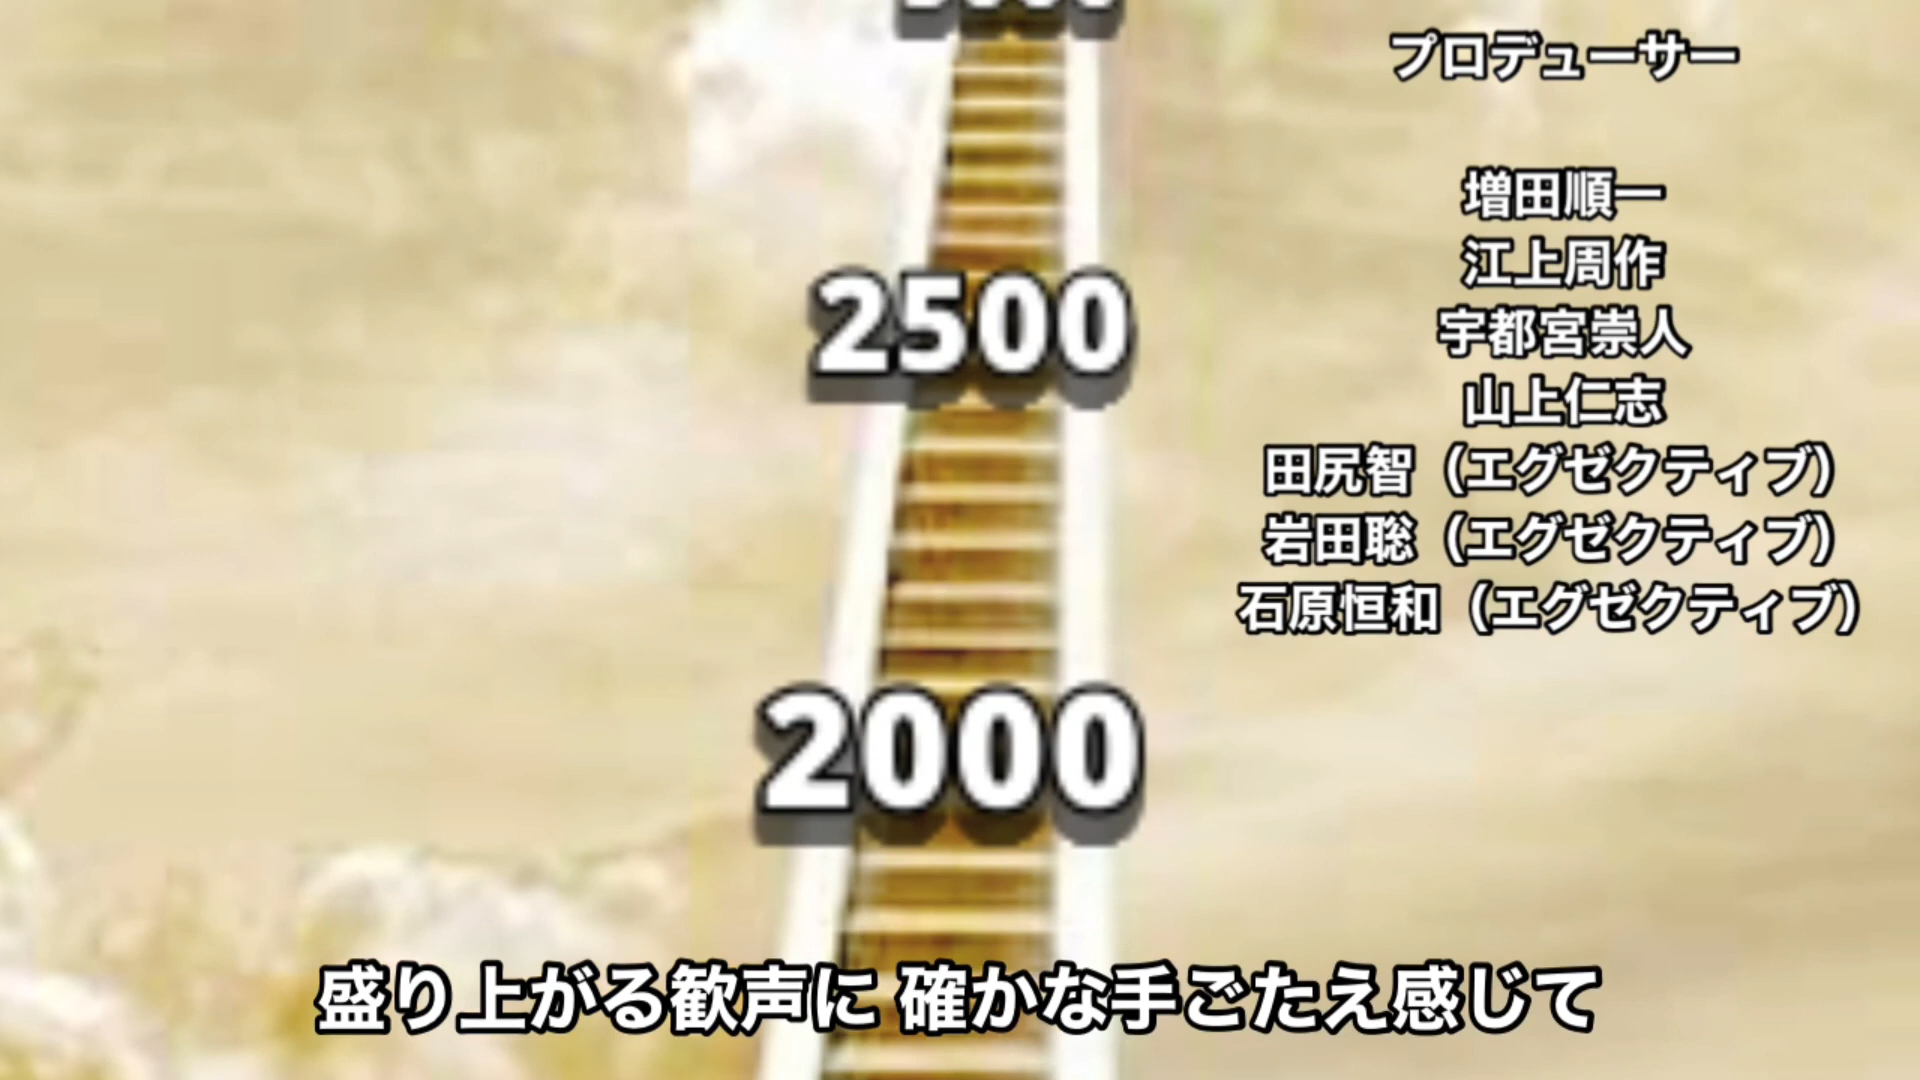 プロデューサー
増田順一
江上周作
宇都宮崇人
山上仁志
田尻智（エグゼクティブ）
岩田聡（エグゼクティブ）
石原恒和（エグゼクティブ）
2500
2000
盛り上がる歓声に 確かな手ごたえ感じて